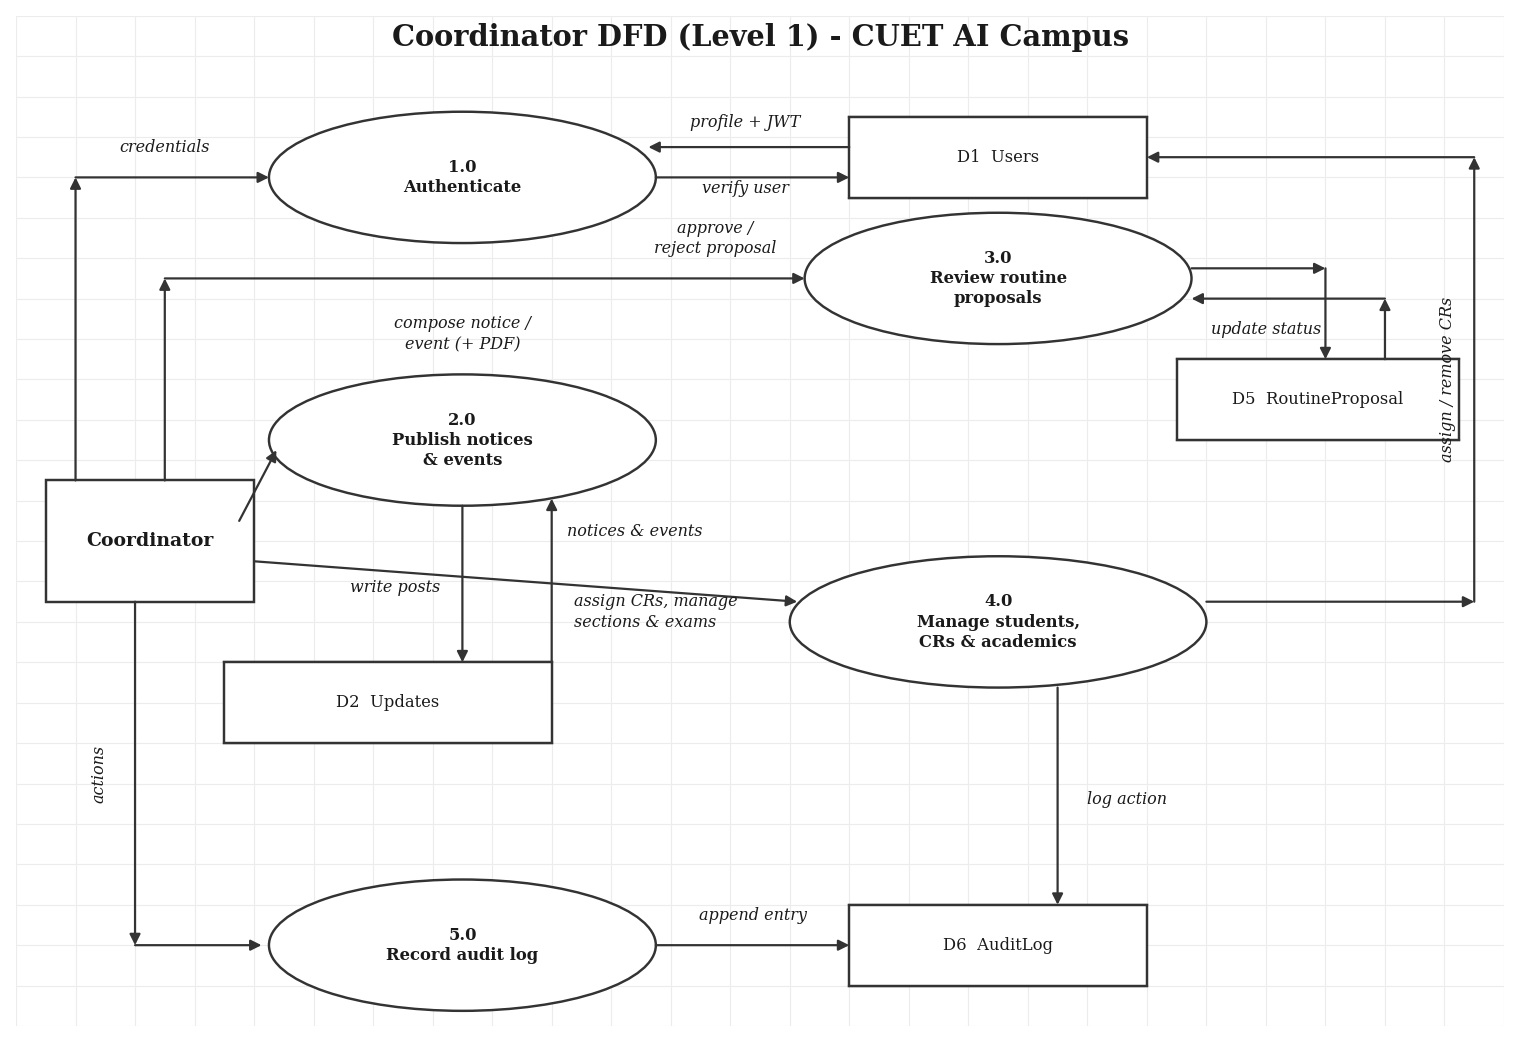 Coordinator DFD (Level 1) - CUET AI Campus
credentials
1.0
Authenticate
profile + JWT
verify user
D1  Users
approve /
reject proposal
3.0
Review routine
proposals
compose notice /
event (+ PDF)
update status
assign / remove CRs
D5  RoutineProposal
2.0
Publish notices
& events
Coordinator
notices & events
write posts
assign CRs, manage
sections & exams
4.0
Manage students,
CRs & academics
D2  Updates
actions
log action
5.0
Record audit log
append entry
D6  AuditLog